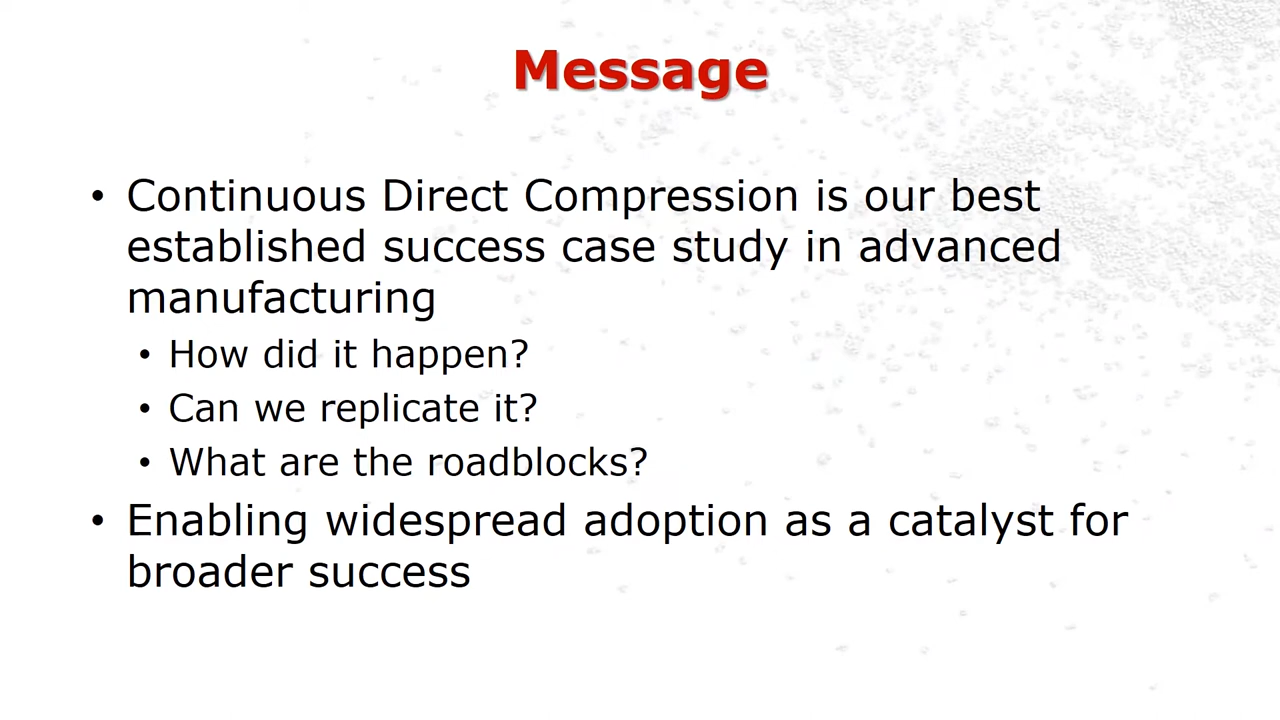 Message
• Continuous Direct Compression is our best
established success case study in advanced
manufacturing
• How did it happen?
• Can we replicate it?
• What are the roadblocks?
• Enabling widespread adoption as a catalyst for
broader success